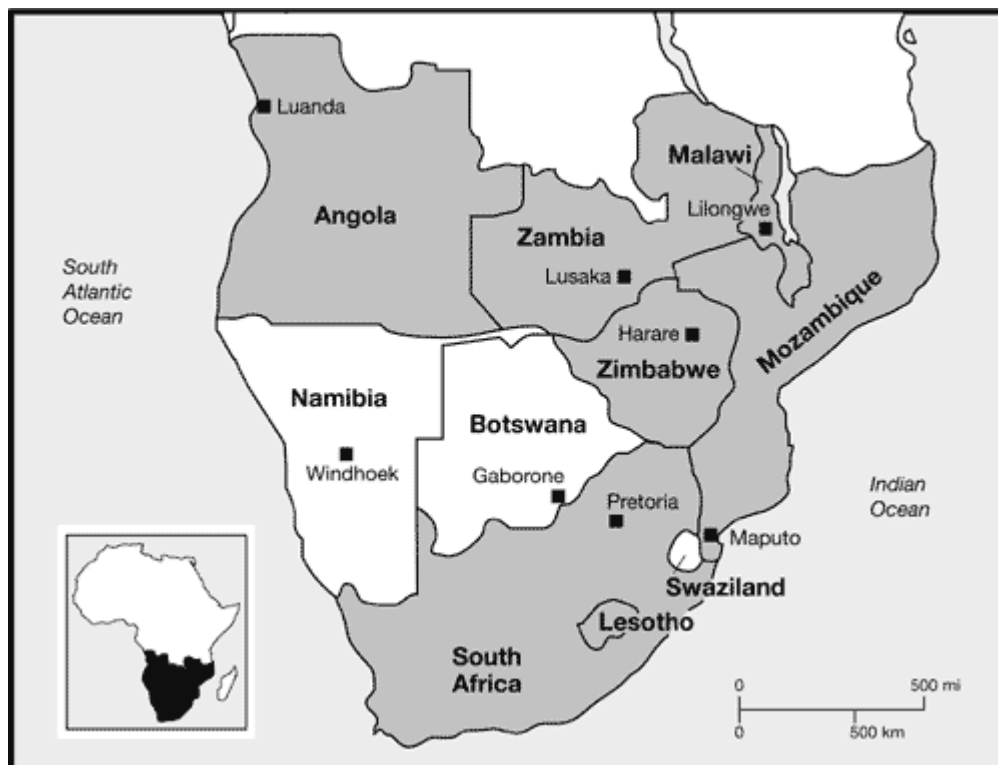 Luanda
Malawi
Angola
Lilongwe
Zambia
South
Atlantic
Ocean
Lusaka
Mozambique
Harare
Zimbabwe
Namibia
Botswana
Windhoek
Gaborone
Pretoria
Indian
Ocean
Maputo
Swaziland
Lesotho
South
Africa
0 500 mi
0 500 km